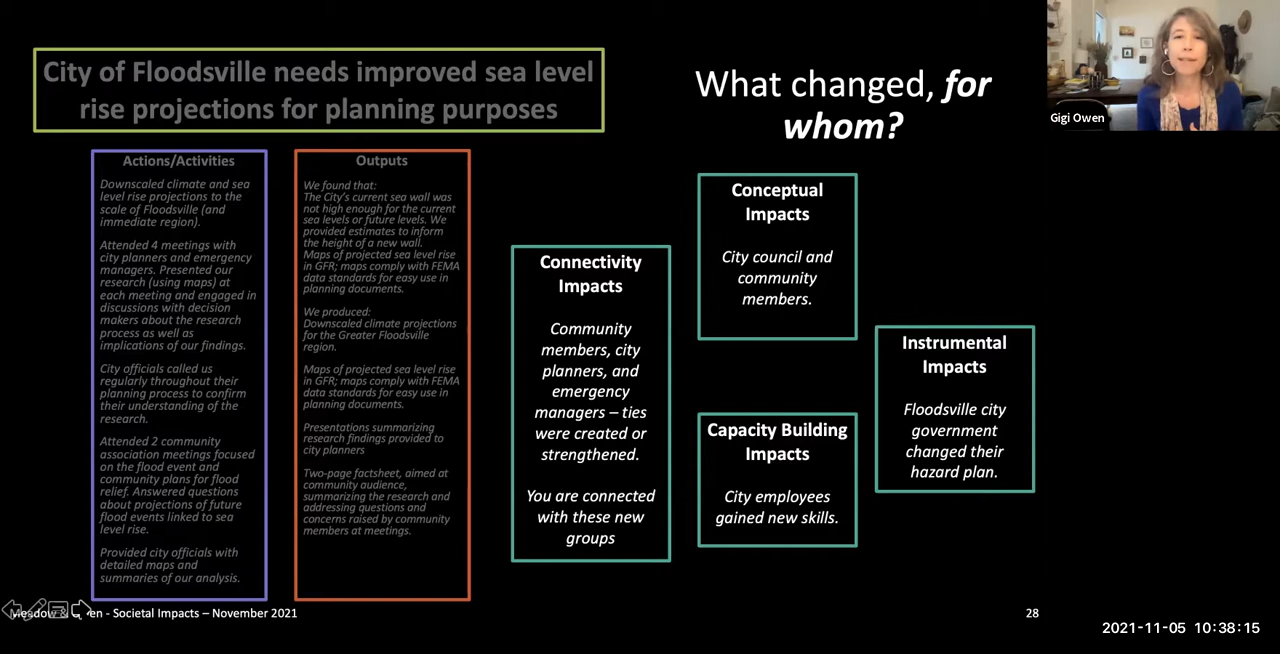 City of Floodsville needs improved sea level
rise projections for planning purposes
What changed, for
whom?
Gigi Owen
Actions/Activities
Downscaled climate and sea
level rise projections to the
scale of Floodsville (and
immediate region).
Attended 4 meetings with
city planners and emergency
managers. Presented our
research (using maps) at
each meeting and engaged in
discussions with decision
makers about the research
process as well as
implications of our findings.
City officials called us
regularly throughout their
planning process to confirm
their understanding of the
research.
Attended 2 community
association meetings focused
on the flood event and
community plans for flood
relief. Answered questions
about projections of future
flood events linked to sea
level rise.
Provided city officials with
detailed maps and
summaries of our analysis.
Outputs
We found that:
The City's current sea wall was
not high enough for the current
sea levels or future levels. We
provided estimates to inform
the height of a new wall.
Maps of projected sea level rise
in GFR; maps comply with FEMA
data standards for easy use in
planning documents.
We produced:
Downscaled climate projections
for the Greater Floodsville
region.
Maps of projected sea level rise
in GFR; maps comply with FEMA
data standards for easy use in
planning documents.
Presentations summarizing
research findings provided to
city planners
Two-page factsheet, aimed at
community audience,
summarizing the research and
addressing questions and
concerns raised by community
members at meetings.
Connectivity
Impacts
Community
members, city
planners, and
emergency
managers – ties
were created or
strengthened.
You are connected
with these new
groups
Conceptual
Impacts
City council and
community
members.
Capacity Building
Impacts
City employees
gained new skills.
Instrumental
Impacts
Floodsville city
government
changed their
hazard plan.
Meadow & en - Societal Impacts – November 2021
28
2021-11-05 10:38:15